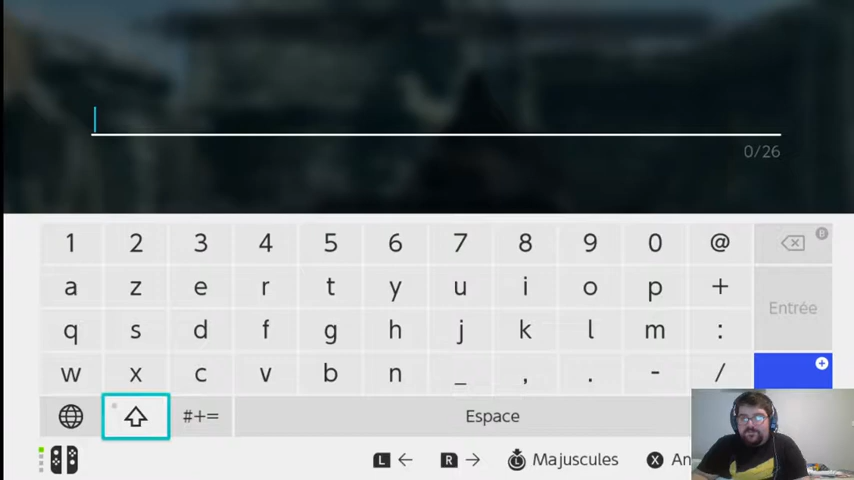 0/26
1 2 3 4 5 6 7 8 9 0 @
a z e r t y u i o p +
Entrée
q s d f g h j k l m :
w x c v b n _ , . - /
#+= Espace
L ← R → Majuscules X An